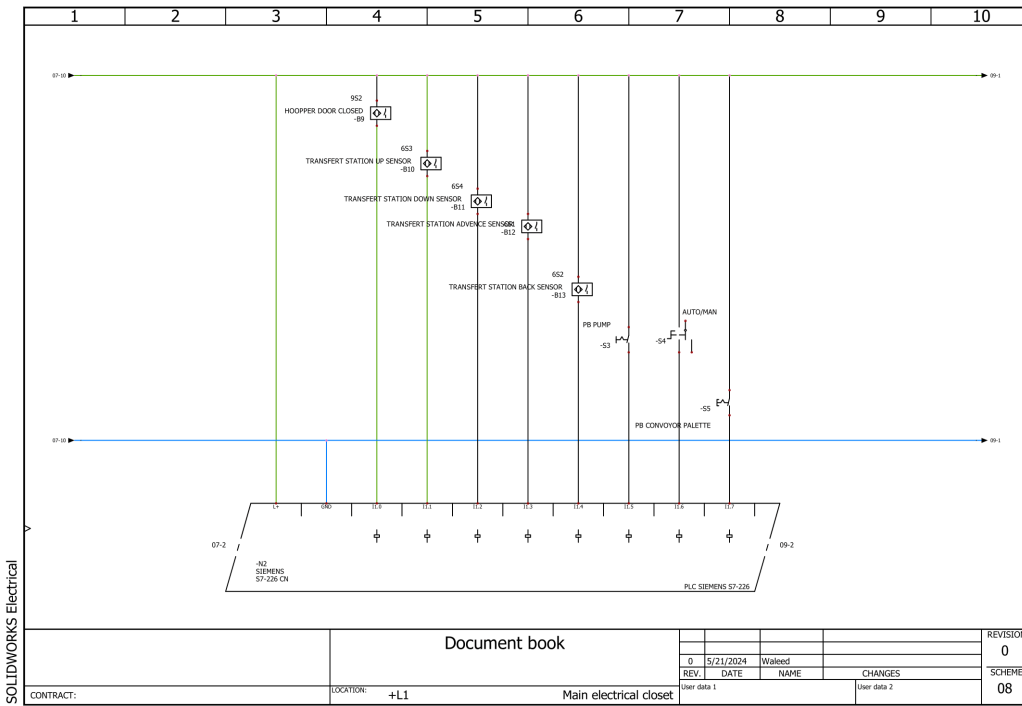 1 2 3 4 5 6 7 8 9 10
07-10 09-1
9S2
HOOPPER DOOR CLOSED
-B9
6S3
TRANSFERT STATION UP SENSOR
-B10
6S4
TRANSFERT STATION DOWN SENSOR
-B11
TRANSFERT STATION ADVENCE SENSOR
-B12
6S2
TRANSFERT STATION BACK SENSOR
-B13
PB PUMP
-S3
AUTO/MAN
-S4
-S5
PB CONVOYOR PALETTE
07-10 09-1
L+ GND I1.0 I1.1 I1.2 I1.3 I1.4 I1.5 I1.6 I1.7
07-2 09-2
-N2
SIEMENS
S7-226 CN
PLC SIEMENS S7-226
SOLIDWORKS Electrical
Document book
REVISION
0
0 5/21/2024 Waleed
REV. DATE NAME CHANGES
SCHEME
08
CONTRACT:
LOCATION: +L1 Main electrical closet
User data 1 User data 2